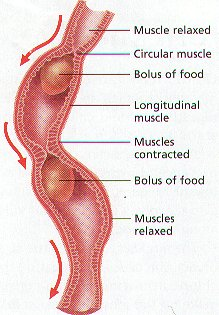 Muscle relaxed
Circular muscle
Bolus of food
Longitudinal
muscle
Muscles
contracted
Bolus of food
Muscles
relaxed